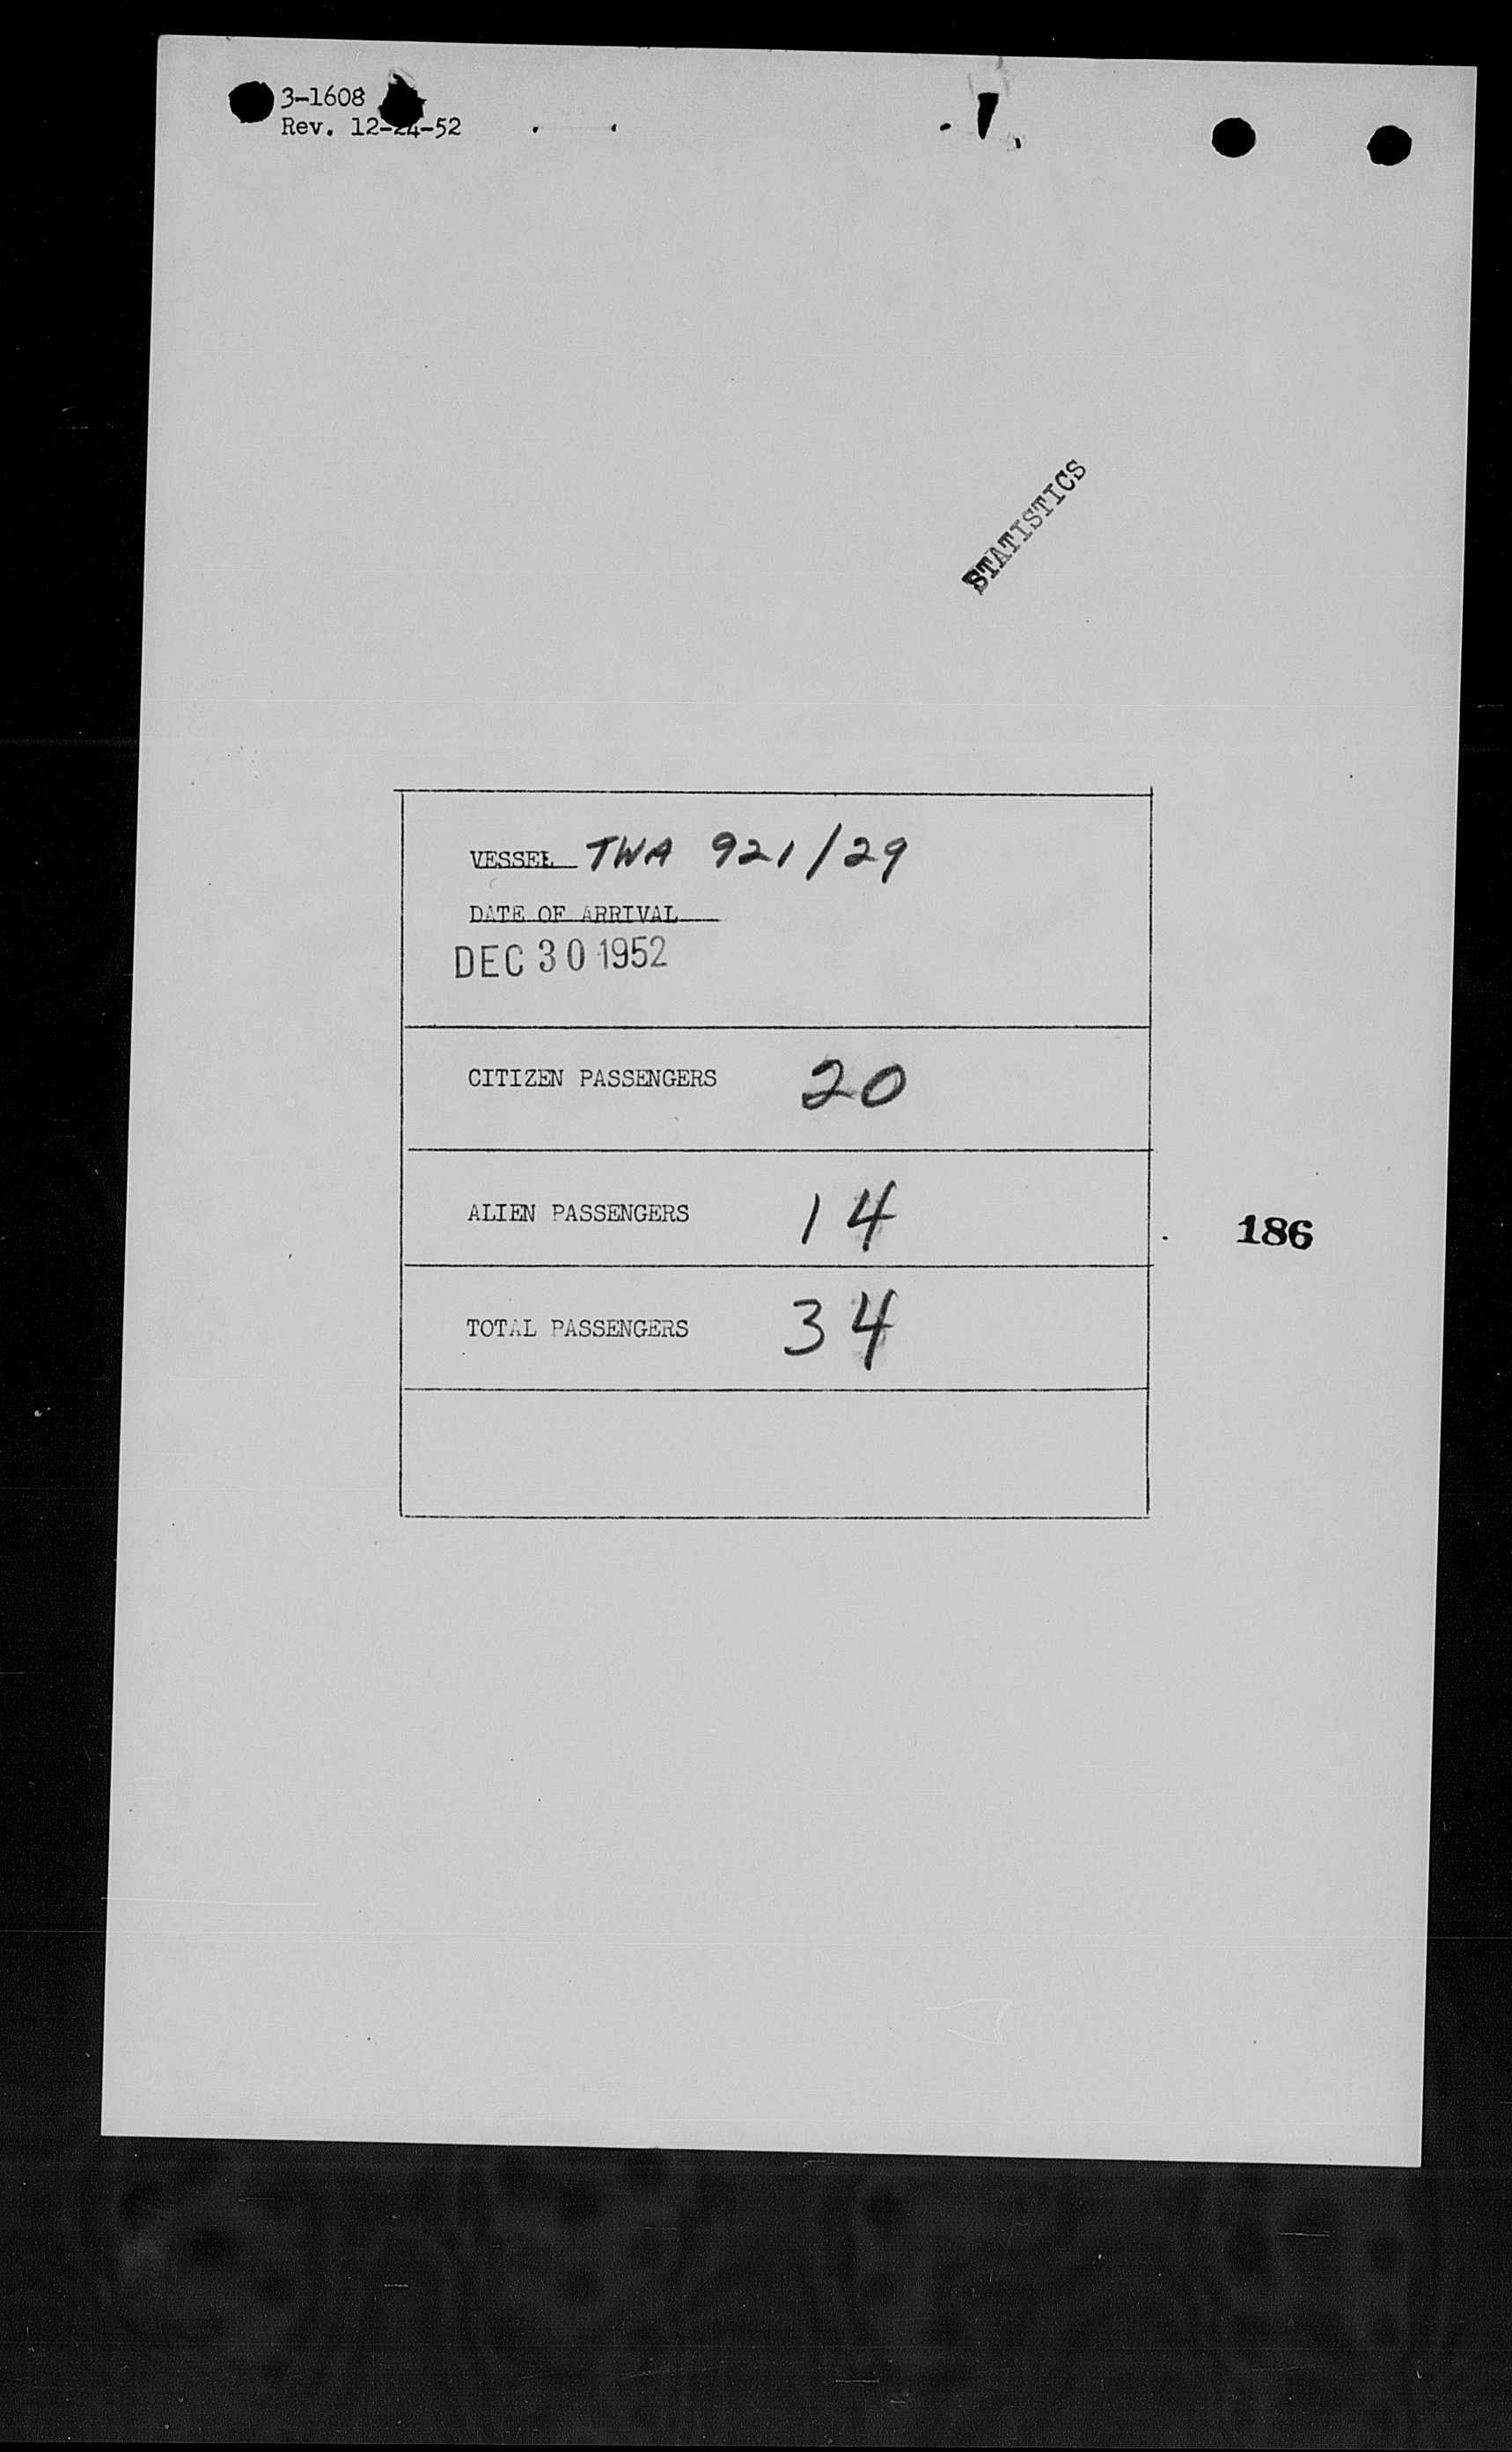 3-1608
Rev. 12-24-52
STATISTICS
VESSEL TWA 921/29
DATE OF ARRIVAL
DEC 30 1952
CITIZEN PASSENGERS 20
ALIEN PASSENGERS 14
186
TOTAL PASSENGERS 34